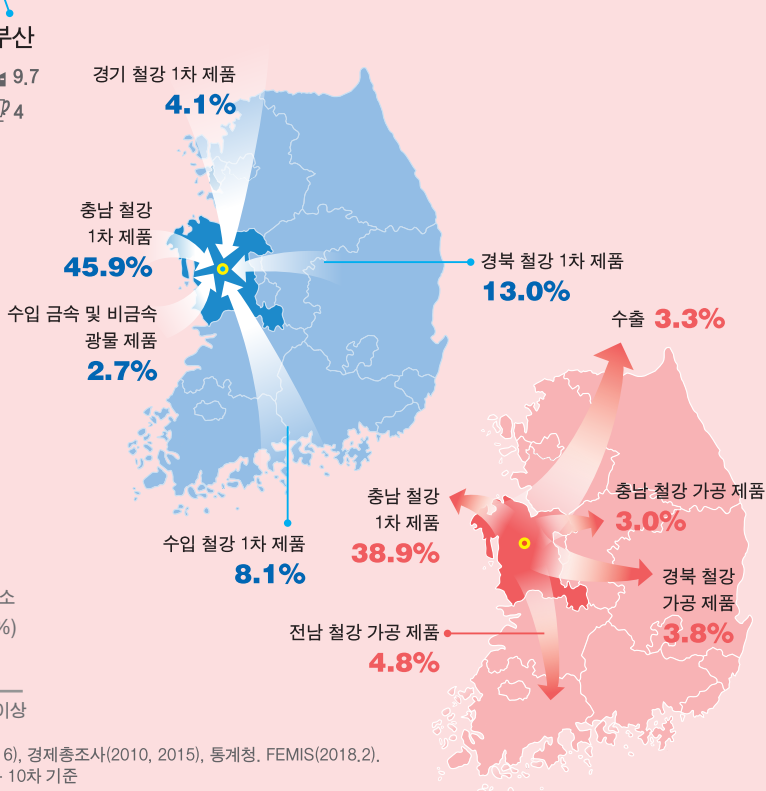 부산
9.7
4
경기 철강 1차 제품
4.1%
충남 철강
1차 제품
45.9%
수입 금속 및 비금속
광물 제품
2.7%
경북 철강 1차 제품
13.0%
수입 철강 1차 제품
8.1%
수출 3.3%
충남 철강
1차 제품
38.9%
충남 철강 가공 제품
3.0%
경북 철강
가공 제품
3.8%
전남 철강 가공 제품
4.8%
소
%)
이상
6), 경제총조사(2010, 2015), 통계청. FEMIS(2018.2).
10차 기준